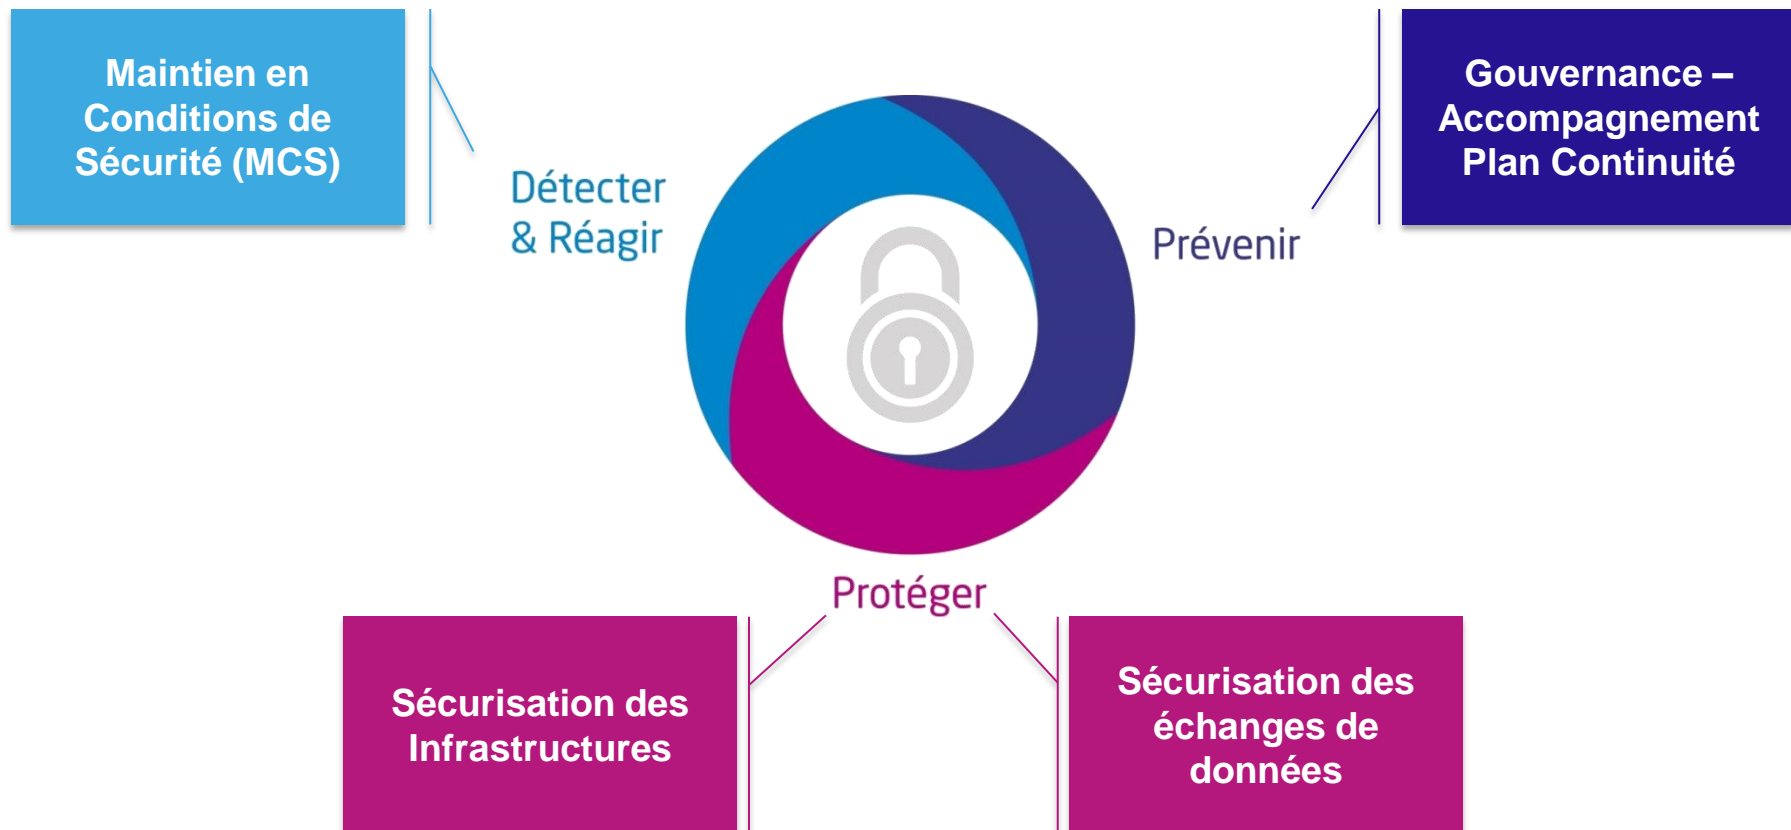 Maintien en
Conditions de
Sécurité (MCS)
Gouvernance –
Accompagnement
Plan Continuité
Détecter
& Réagir
Prévenir
Protéger
Sécurisation des
Infrastructures
Sécurisation des
échanges de
données